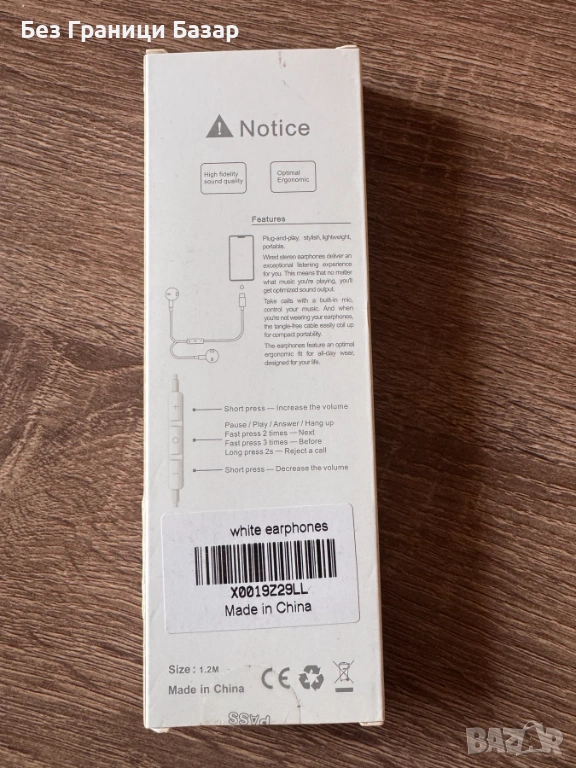 Без Граници Базар
Notice
High fidelity
sound quality
Optimal
Ergonomic
Features
Plug-end-play, stylish, lightweight,
portable.
Wired stereo earphones deliver an
exceptional listening experience
for you. This means that no matter
what music you're playing, you'll
get optimized sound output.
Take calls with a built-in mic,
control your music. And when
you're not wearing your earphones,
the tangle-free cable easily coil up
for compact portability.
The earphones feature an optimal
ergonomic fit for all-day wear,
designed for your life.
Short press — Increase the volume
Pause / Play / Answer / Hang up
Fast press 2 times — Next
Fast press 3 times — Before
Long press 2s — Reject a call
Short press — Decrease the volume
white earphones
X0019Z29LL
Made in China
Size : 1.2M
Made in China
CE
PASS
BAZAR